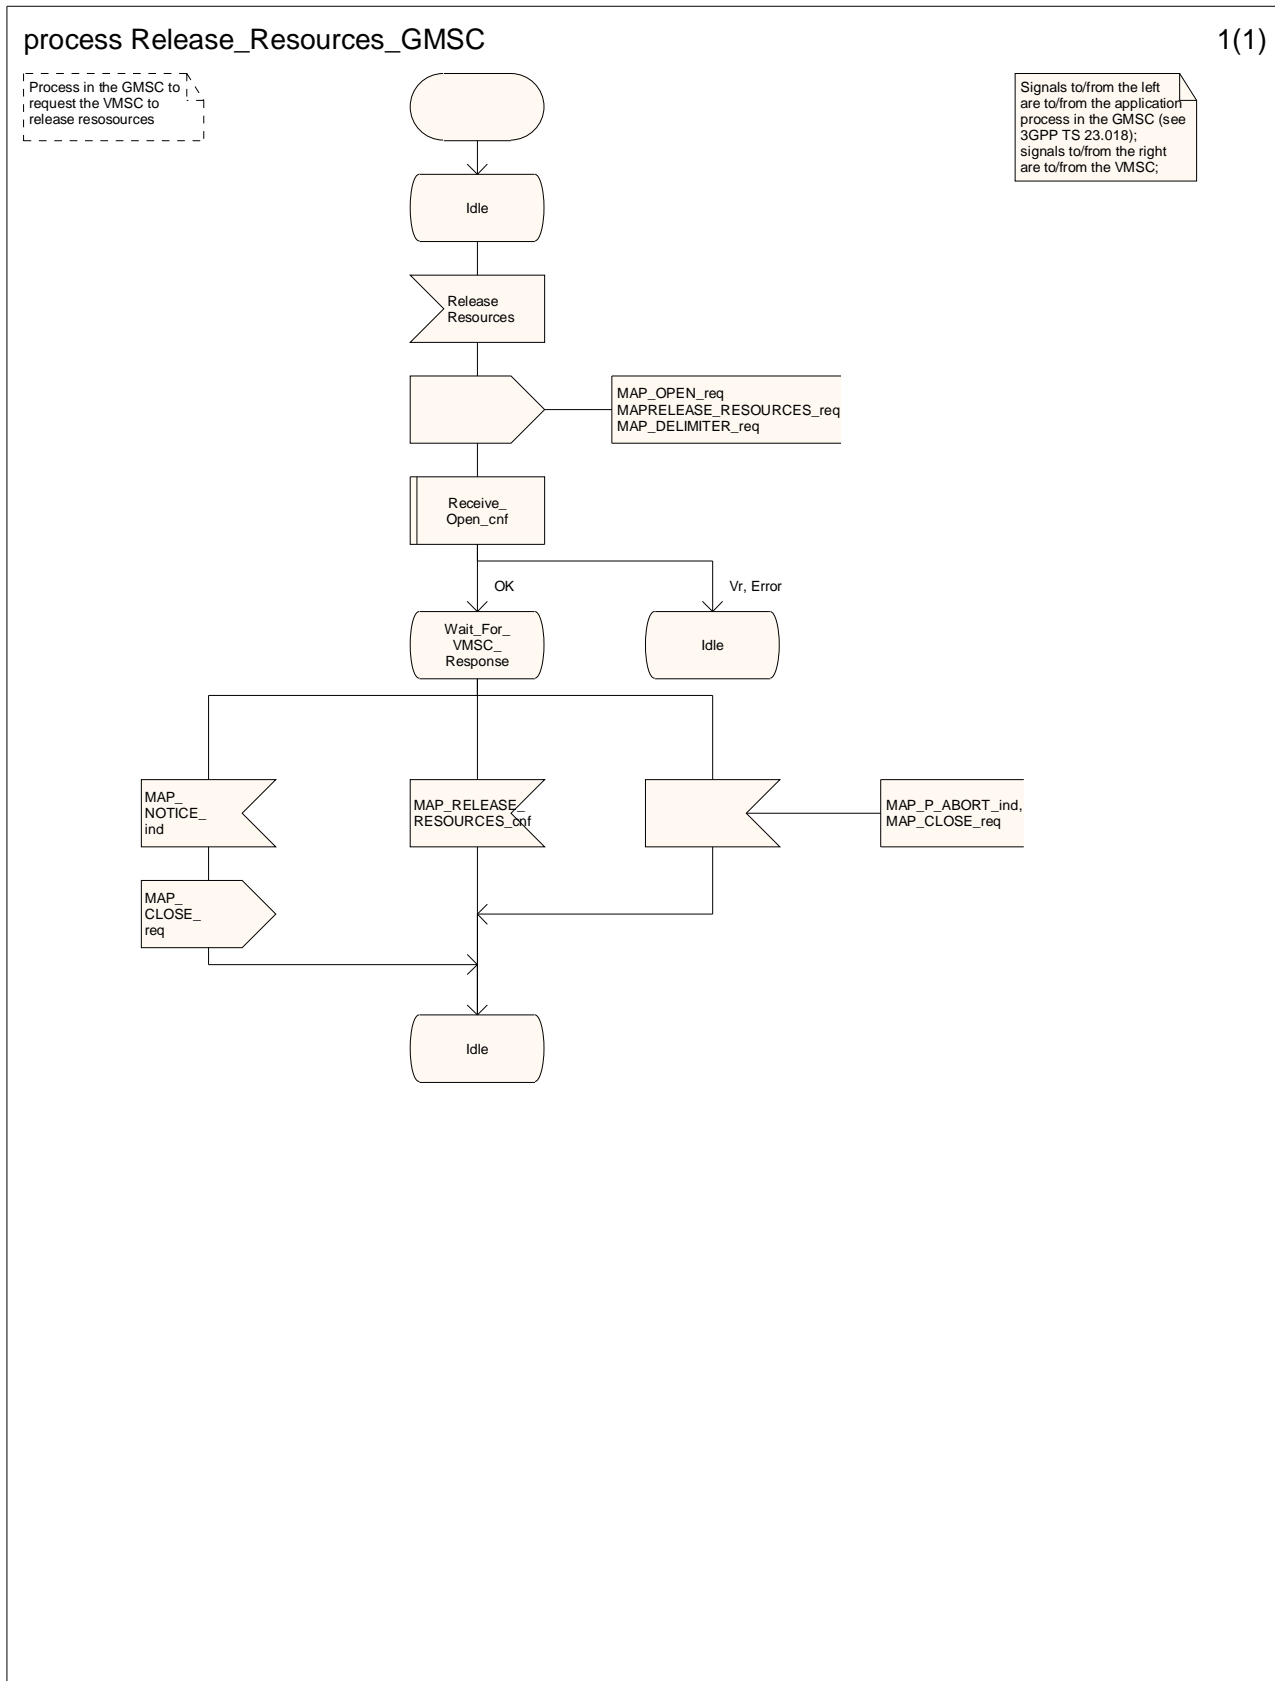 process Release_Resources_GMSC
1(1)
Process in the GMSC to
request the VMSC to
release resosources
Signals to/from the left
are to/from the application
process in the GMSC (see
3GPP TS 23.018);
signals to/from the right
are to/from the VMSC;
Idle
Release
Resources
MAP_OPEN_req
MAPRELEASE_RESOURCES_req
MAP_DELIMITER_req
Receive_
Open_cnf
OK
Vr, Error
Wait_For_
VMSC_
Response
Idle
MAP_
NOTICE_
ind
MAP_RELEASE_
RESOURCES_cnf
MAP_P_ABORT_ind,
MAP_CLOSE_req
MAP_
CLOSE_
req
Idle